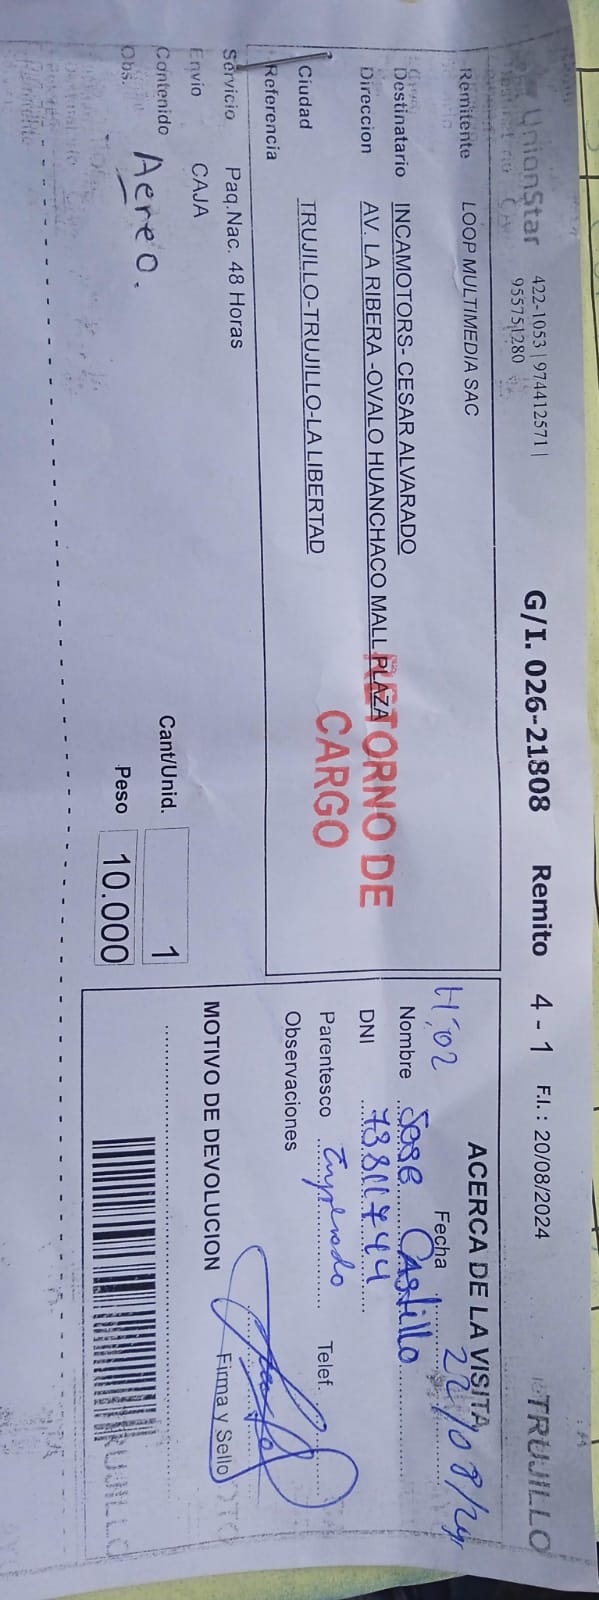 UnionStar
422-1053 | 974412571 |
955751280
G/I. 026-21808 Remito 4 - 1 F.I.: 20/08/2024
TRUJILLO
Remitente LOOP MULTIMEDIA SAC
Destinatario INCAMOTORS- CESAR ALVARADO
Direccion AV. LA RIBERA -OVALO HUANCHACO MALL PLAZA
Ciudad TRUJILLO-TRUJILLO-LA LIBERTAD
Referencia
RETORNO DE
CARGO
Servicio Paq.Nac. 48 Horas
Envio CAJA
Contenido
Obs. Aereo.
Cant/Unid. 1
Peso 10.000
ACERCA DE LA VISITA
Fecha 22/08/24
Nombre Jose Castillo
DNI 73811744
Parentesco Empleado Telef.
Observaciones
Firma y Sello
MOTIVO DE DEVOLUCION
TRUJILLO